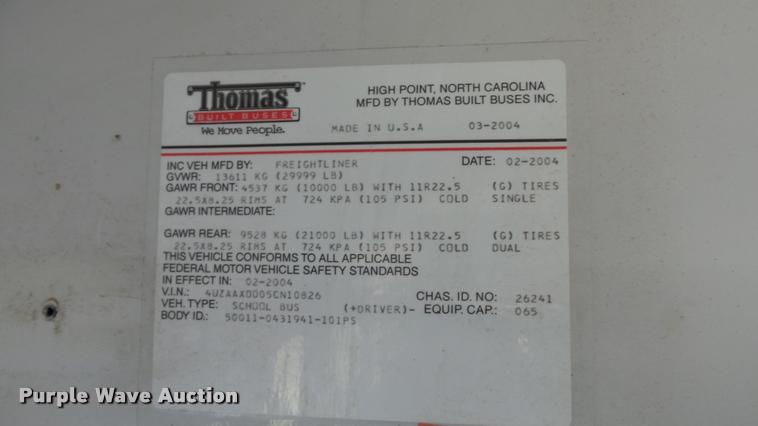 Thomas
BUILT BUSES
We Move People.
HIGH POINT, NORTH CAROLINA
MFD BY THOMAS BUILT BUSES INC.
MADE IN U.S.A 03-2004
INC VEH MFD BY: FREIGHTLINER DATE: 02-2004
GVWR: 13611 KG (29999 LB)
GAWR FRONT: 4537 KG (10000 LB) WITH 11R22.5 (G) TIRES
22.5X8.25 RIMS AT 724 KPA (105 PSI) COLD SINGLE
GAWR INTERMEDIATE:
GAWR REAR: 9528 KG (21000 LB) WITH 11R22.5 (G) TIRES
22.5X8.25 RIMS AT 724 KPA (105 PSI) COLD DUAL
THIS VEHICLE CONFORMS TO ALL APPLICABLE
FEDERAL MOTOR VEHICLE SAFETY STANDARDS
IN EFFECT IN: 02-2004
V.I.N.: 4UZAAXDD05CN10826 CHAS. ID. NO: 26241
VEH. TYPE: SCHOOL BUS (+DRIVER)- EQUIP. CAP.: 065
BODY ID.: 50011-0431941-101PS
Purple Wave Auction